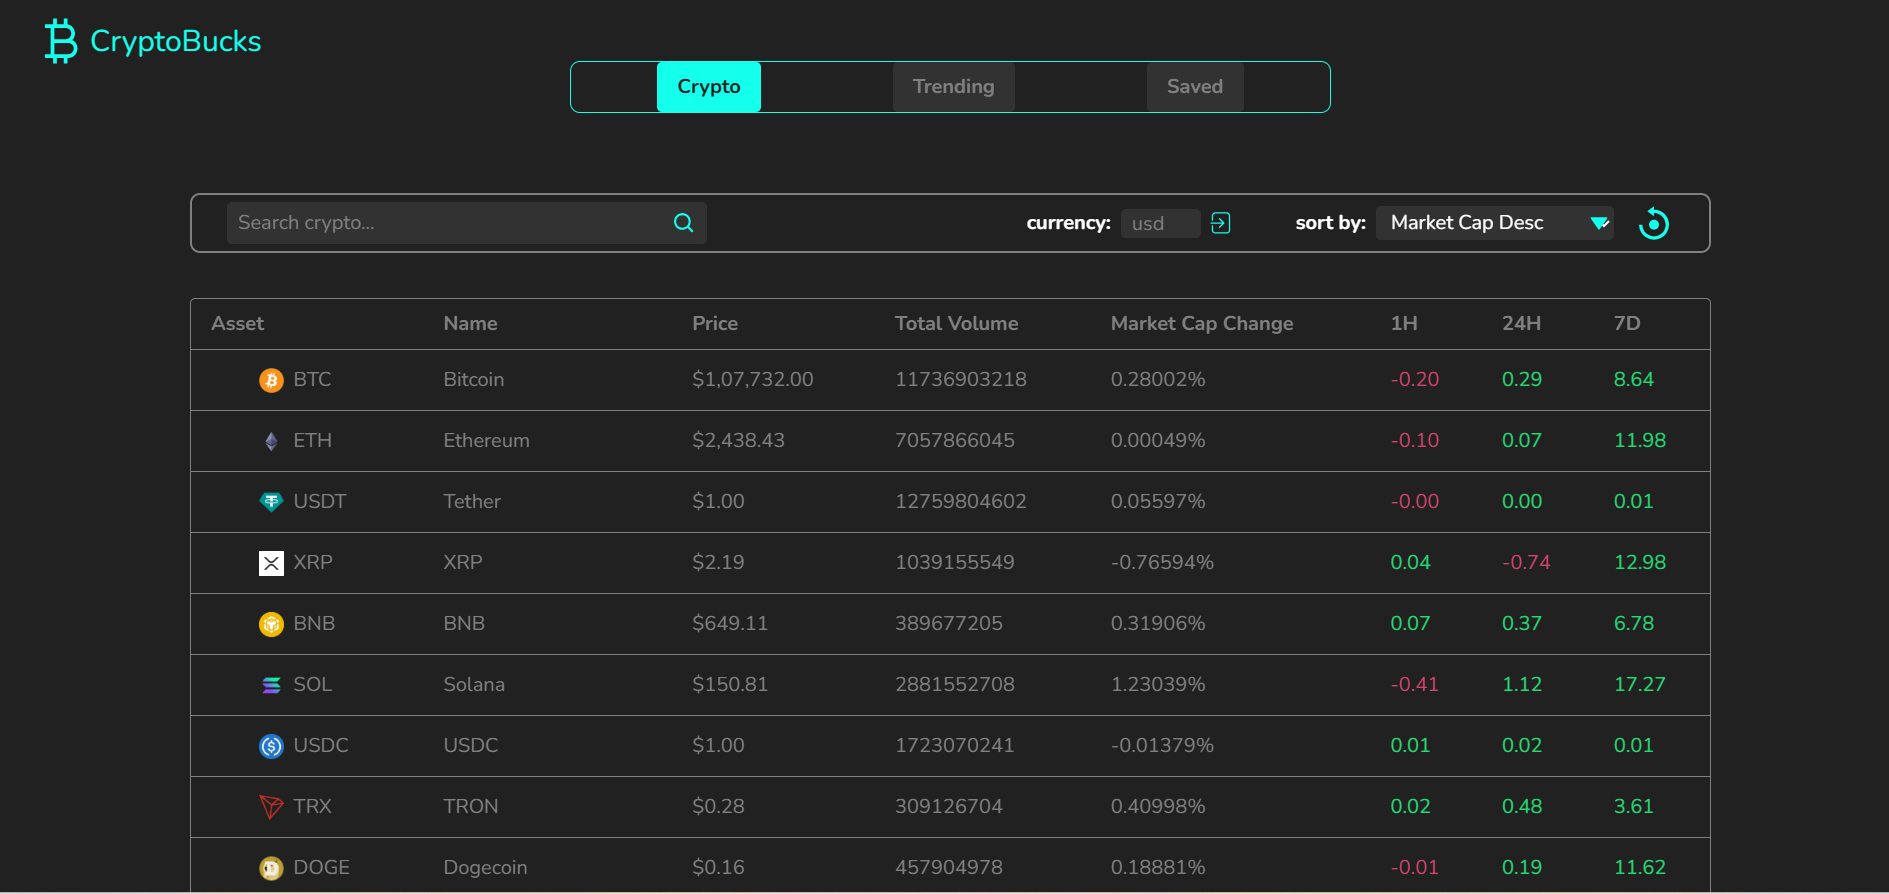 CryptoBucks
Crypto Trending Saved
Search crypto... currency: usd sort by: Market Cap Desc
Asset Name Price Total Volume Market Cap Change 1H 24H 7D
BTC Bitcoin $1,07,732.00 11736903218 0.28002% -0.20 0.29 8.64
ETH Ethereum $2,438.43 7057866045 0.00049% -0.10 0.07 11.98
USDT Tether $1.00 12759804602 0.05597% -0.00 0.00 0.01
XRP XRP $2.19 1039155549 -0.76594% 0.04 -0.74 12.98
BNB BNB $649.11 389677205 0.31906% 0.07 0.37 6.78
SOL Solana $150.81 2881552708 1.23039% -0.41 1.12 17.27
USDC USDC $1.00 1723070241 -0.01379% 0.01 0.02 0.01
TRX TRON $0.28 309126704 0.40998% 0.02 0.48 3.61
DOGE Dogecoin $0.16 457904978 0.18881% -0.01 0.19 11.62